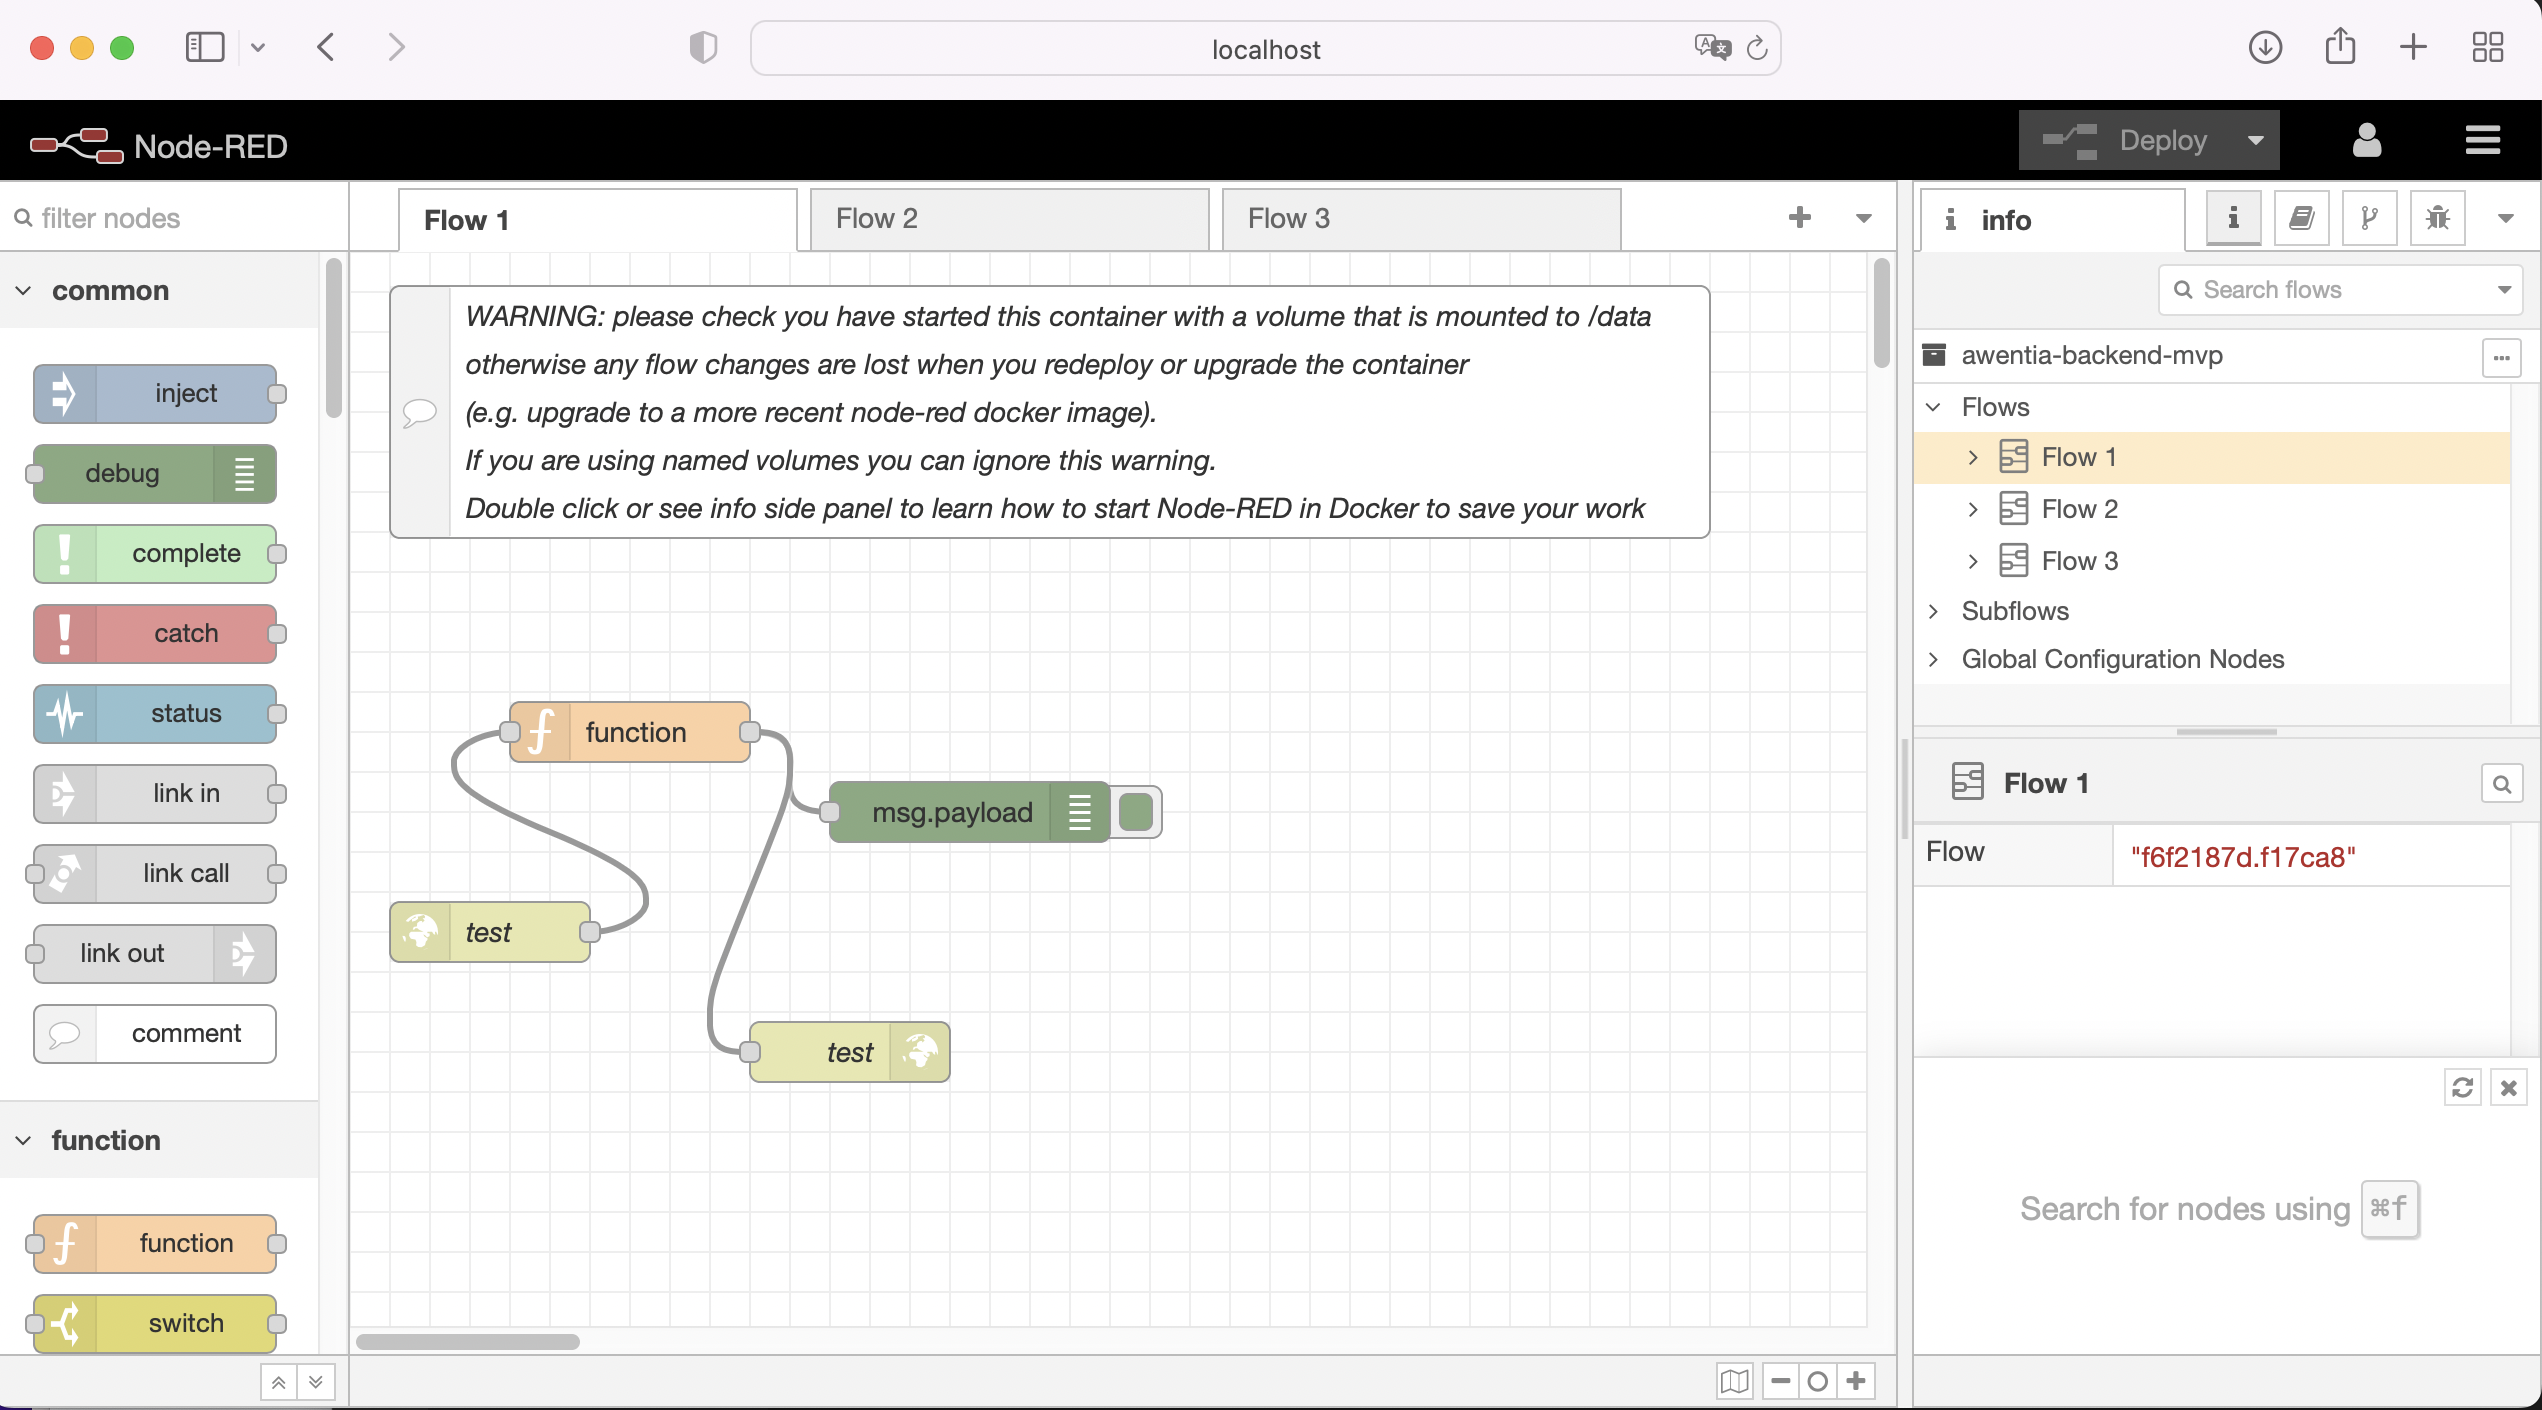 localhost
Node-RED
Deploy
filter nodes
Flow 1
Flow 2
Flow 3
info
common
inject
debug
complete
catch
status
link in
link call
link out
comment
function
function
switch
WARNING: please check you have started this container with a volume that is mounted to /data
otherwise any flow changes are lost when you redeploy or upgrade the container
(e.g. upgrade to a more recent node-red docker image).
If you are using named volumes you can ignore this warning.
Double click or see info side panel to learn how to start Node-RED in Docker to save your work
function
msg.payload
test
test
Search flows
awentia-backend-mvp
Flows
Flow 1
Flow 2
Flow 3
Subflows
Global Configuration Nodes
Flow 1
Flow "f6f2187d.f17ca8"
Search for nodes using ⌘f